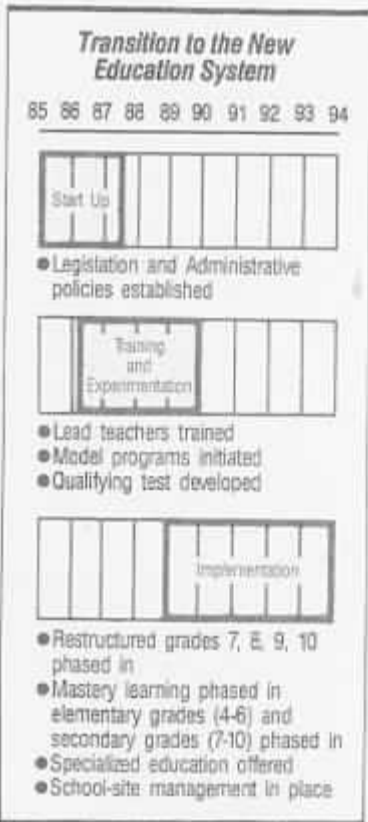 Transition to the New
Education System
85 86 87 88 89 90 91 92 93 94
Start Up
●Legislation and Administrative
policies established
Training
and
Experimentation
●Lead teachers trained
●Model programs initiated
●Qualifying test developed
Implementation
●Restructured grades 7, 8, 9, 10
phased in
●Mastery learning phased in
elementary grades (4-6) and
secondary grades (7-10) phased in
●Specialized education offered
●School-site management in place